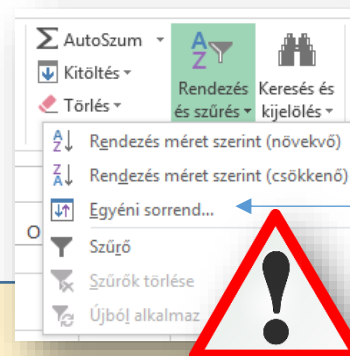 AutoSzum
Kitöltés
Törlés
Rendezés és szűrés
Keresés és kijelölés
Rendezés méret szerint (növekvő)
Rendezés méret szerint (csökkenő)
Egyéni sorrend...
O
Szűrő
Szűrők törlése
Újból alkalmaz
!